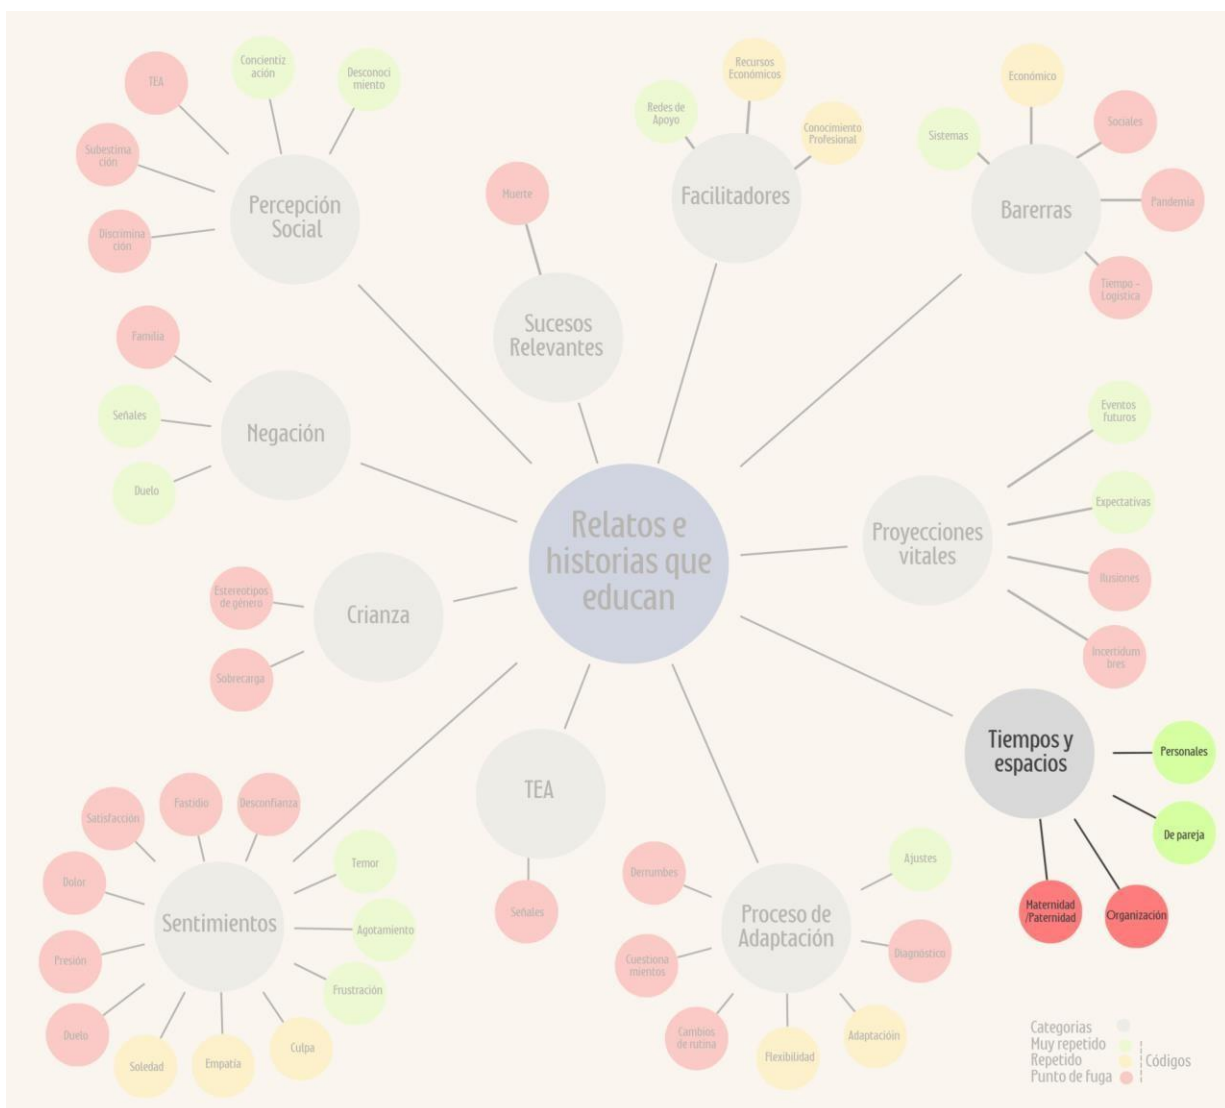 TEA
Concientiz
ación
Desconoci
miento
Subestima
ción
Discrimina
ción
Percepción
Social
Muerte
Sucesos
Relevantes
Redes de
Apoyo
Recursos
Económicos
Conocimiento
Profesional
Facilitadores
Sistemas
Económico
Sociales
Pandemia
Tiempo -
Logística
Barerras
Familia
Señales
Duelo
Negación
Relatos e
historias que
educan
Proyecciones
vitales
Eventos
futuros
Expectativas
Ilusiones
Incertidum
bres
Estereotipos
de género
Sobrecarga
Crianza
Tiempos y
espacios
Personales
De pareja
Maternidad
/Paternidad
Organización
TEA
Señales
Satisfacción
Fastidio
Desconfianza
Temor
Dolor
Agotamiento
Presión
Frustración
Duelo
Soledad
Empatía
Culpa
Sentimientos
Derrumbes
Ajustes
Cuestiona
mientos
Diagnóstico
Cambios
de rutina
Flexibilidad
Adaptacióin
Proceso de
Adaptación
Categorias
Muy repetido
Repetido
Punto de fuga
Códigos